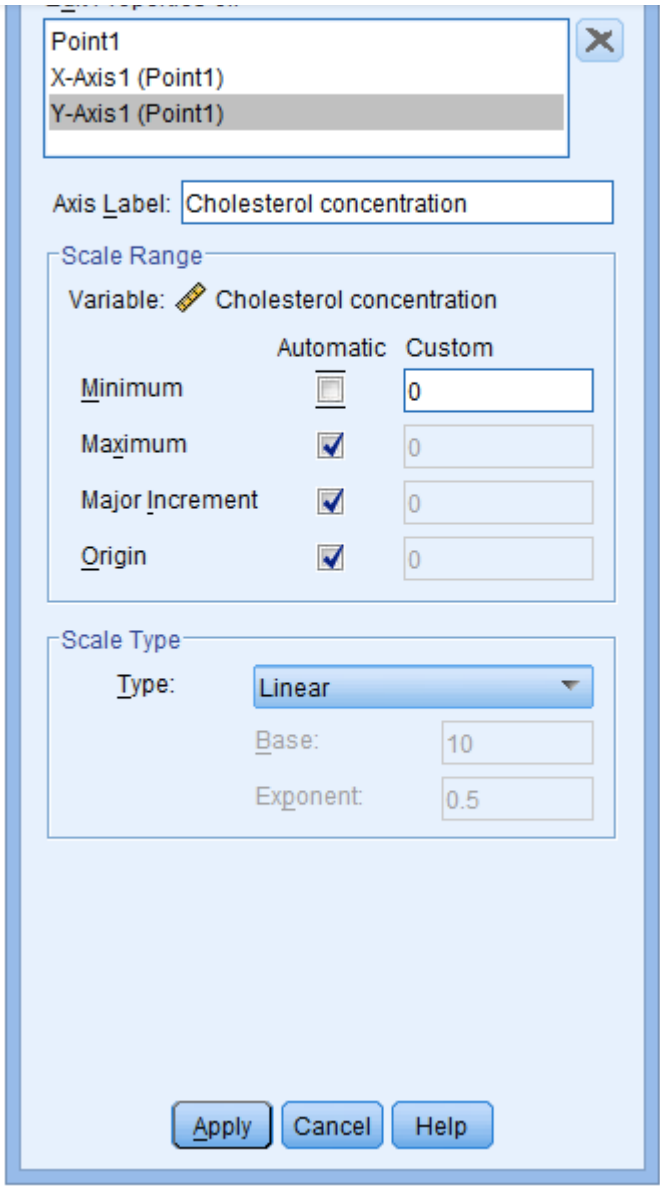 Point1
X-Axis1 (Point1)
Y-Axis1 (Point1)
Axis Label: Cholesterol concentration
Scale Range
Variable: Cholesterol concentration
Automatic Custom
Minimum 0
Maximum 0
Major Increment 0
Origin 0
Scale Type
Type: Linear
Base: 10
Exponent: 0.5
Apply Cancel Help